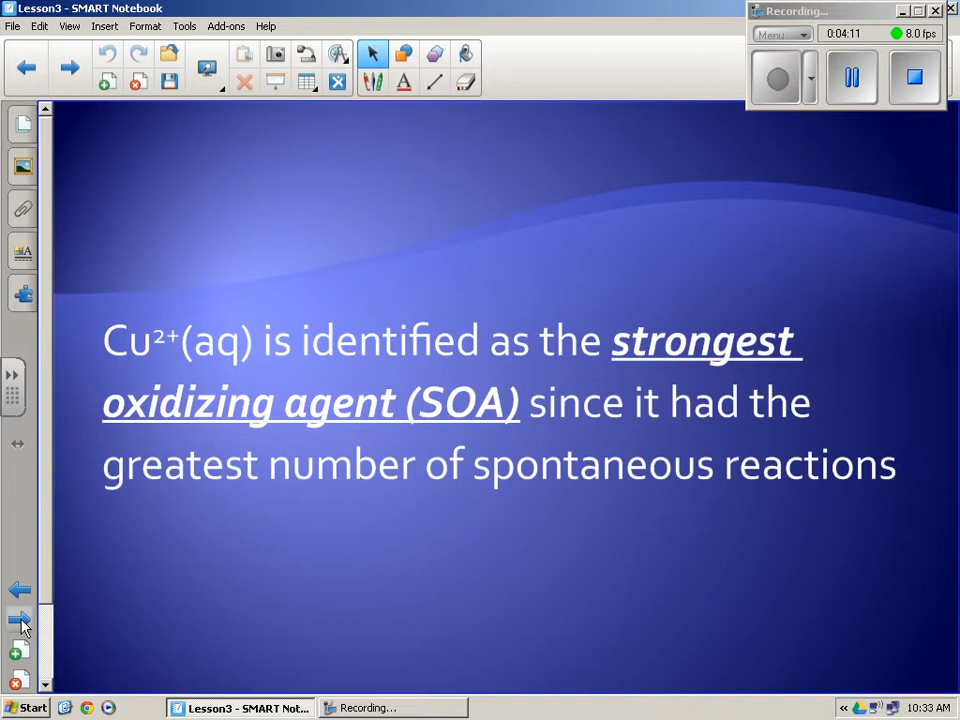 Lesson3 - SMART Notebook
Recording...
File Edit View Insert Format Tools Add-ons Help
Menu 0:04:11 8.0 fps
Cu²⁺(aq) is identified as the strongest
oxidizing agent (SOA) since it had the
greatest number of spontaneous reactions
Start Lesson3 - SMART Not... Recording... 10:33 AM